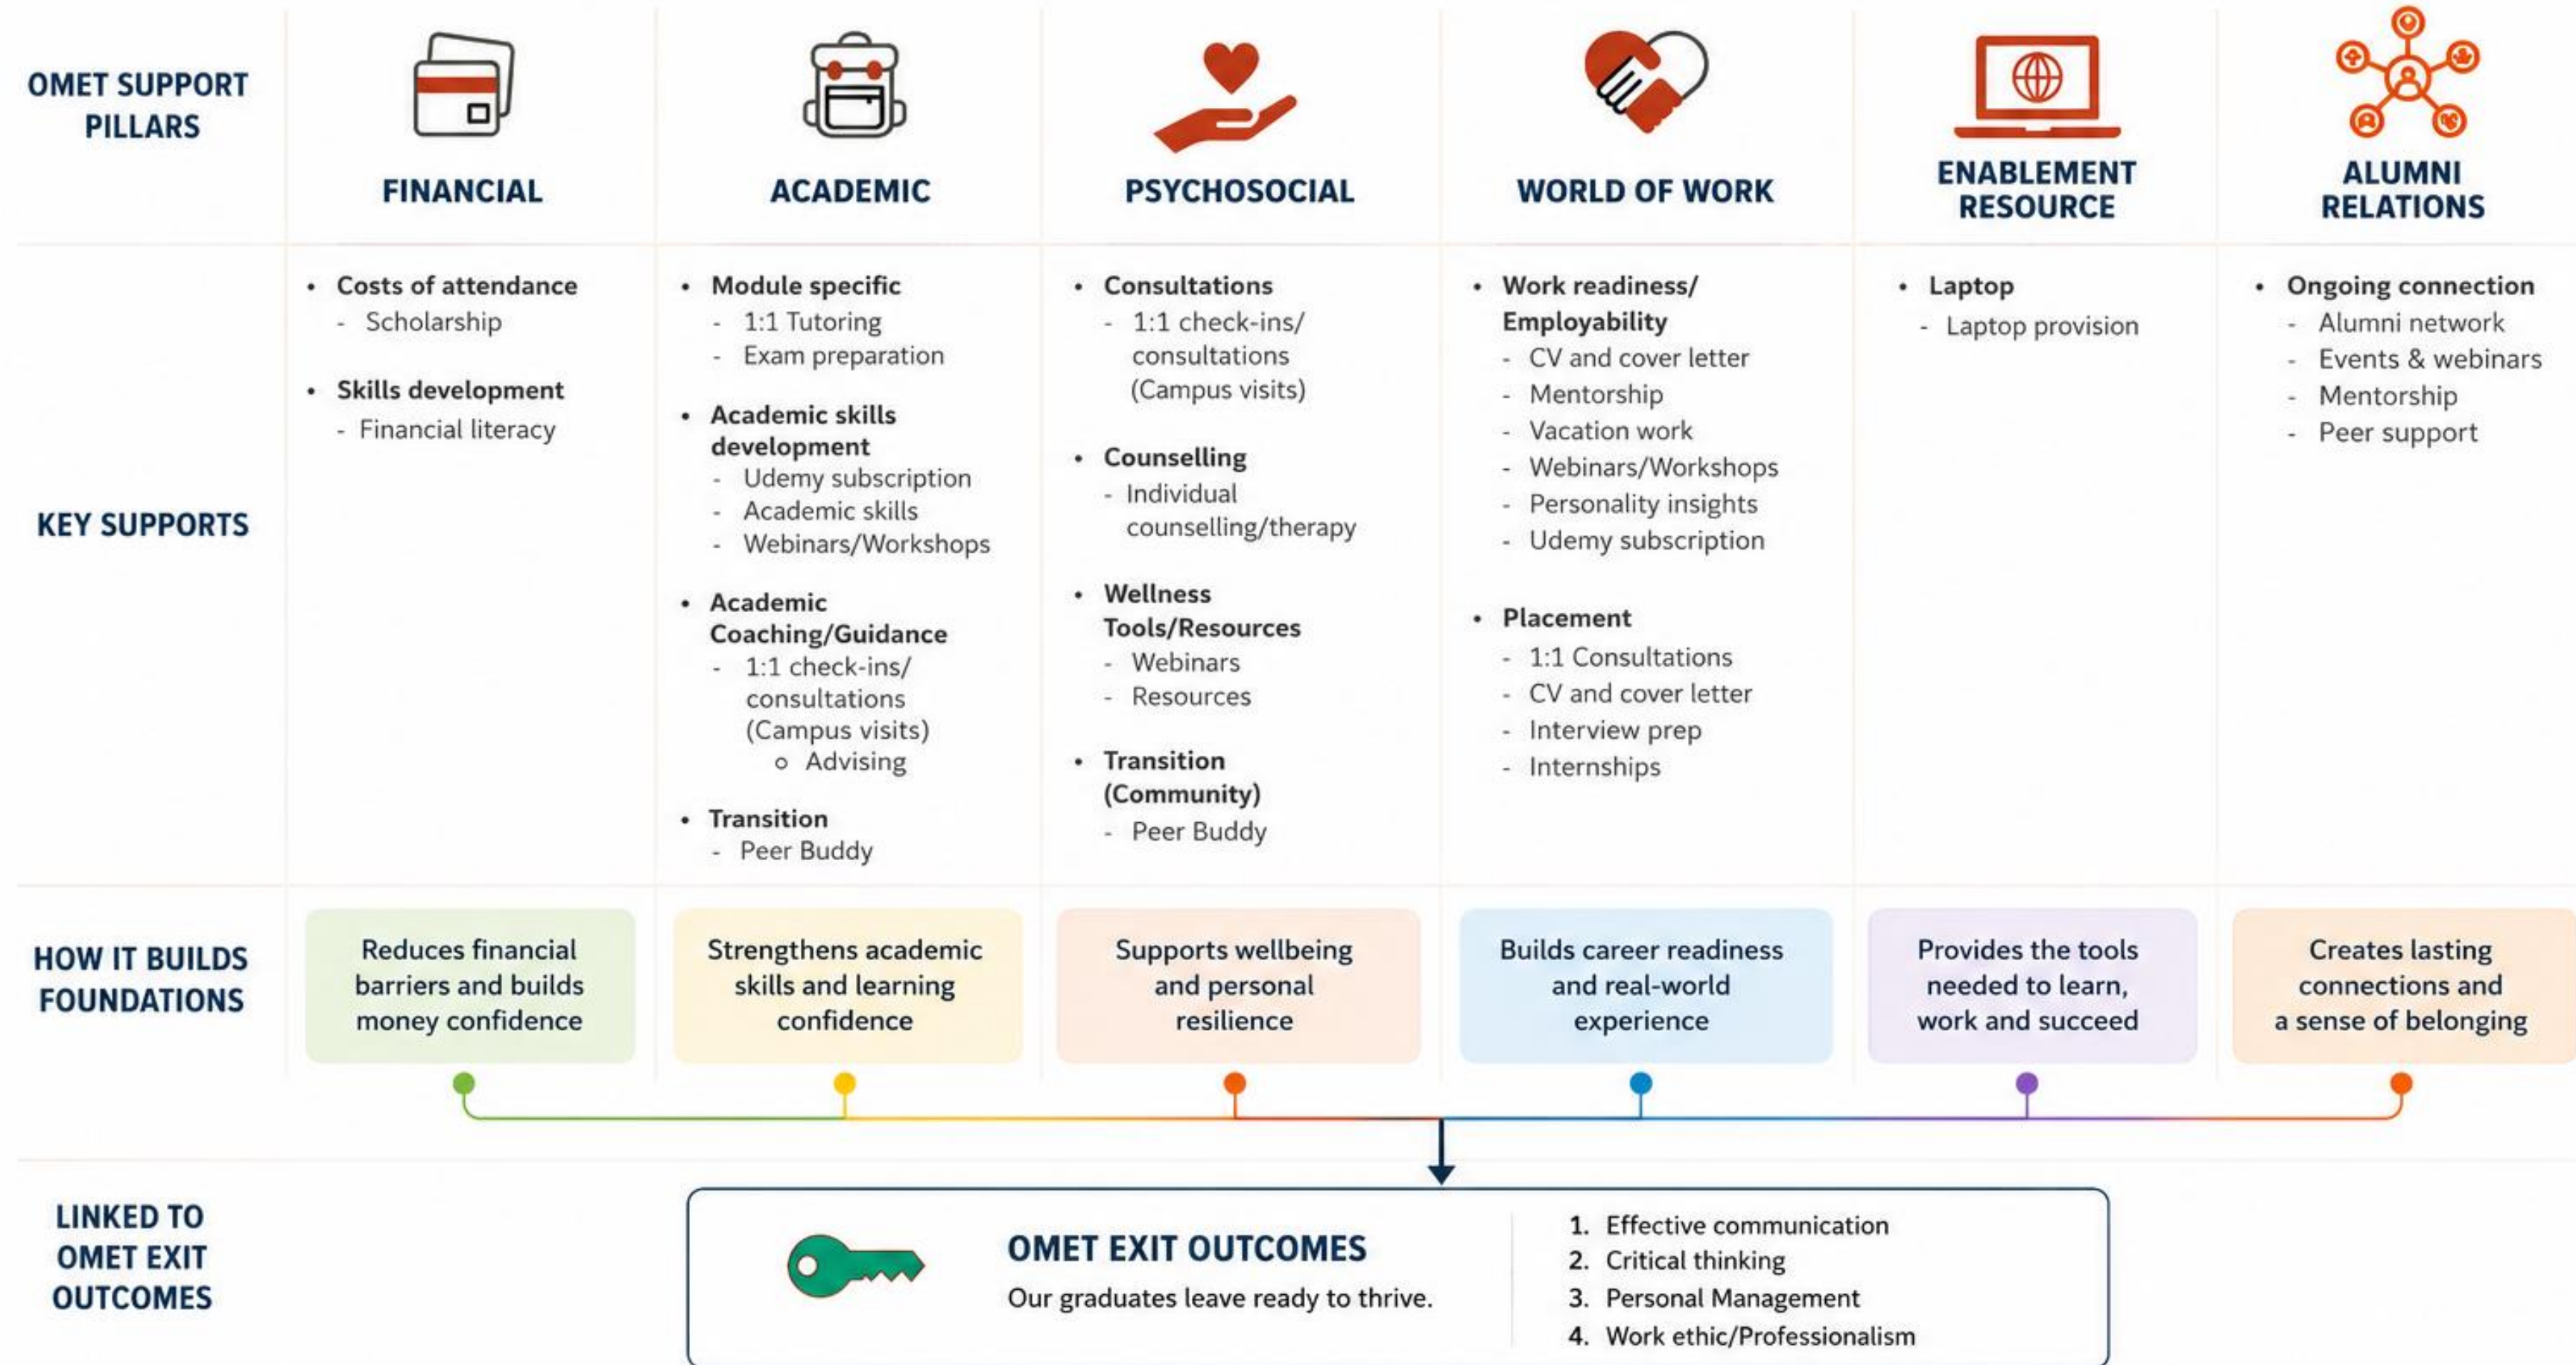 OMET SUPPORT
PILLARS
FINANCIAL
ACADEMIC
PSYCHOSOCIAL
WORLD OF WORK
ENABLEMENT
RESOURCE
ALUMNI
RELATIONS
KEY SUPPORTS
• Costs of attendance
- Scholarship
• Skills development
- Financial literacy
• Module specific
- 1:1 Tutoring
- Exam preparation
• Academic skills
development
- Udemy subscription
- Academic skills
- Webinars/Workshops
• Academic
Coaching/Guidance
- 1:1 check-ins/
consultations
(Campus visits)
o Advising
• Transition
- Peer Buddy
• Consultations
- 1:1 check-ins/
consultations
(Campus visits)
• Counselling
- Individual
counselling/therapy
• Wellness
Tools/Resources
- Webinars
- Resources
• Transition
(Community)
- Peer Buddy
• Work readiness/
Employability
- CV and cover letter
- Mentorship
- Vacation work
- Webinars/Workshops
- Personality insights
- Udemy subscription
• Placement
- 1:1 Consultations
- CV and cover letter
- Interview prep
- Internships
• Laptop
- Laptop provision
• Ongoing connection
- Alumni network
- Events & webinars
- Mentorship
- Peer support
HOW IT BUILDS
FOUNDATIONS
Reduces financial
barriers and builds
money confidence
Strengthens academic
skills and learning
confidence
Supports wellbeing
and personal
resilience
Builds career readiness
and real-world
experience
Provides the tools
needed to learn,
work and succeed
Creates lasting
connections and
a sense of belonging
LINKED TO
OMET EXIT
OUTCOMES
OMET EXIT OUTCOMES
Our graduates leave ready to thrive.
1. Effective communication
2. Critical thinking
3. Personal Management
4. Work ethic/Professionalism